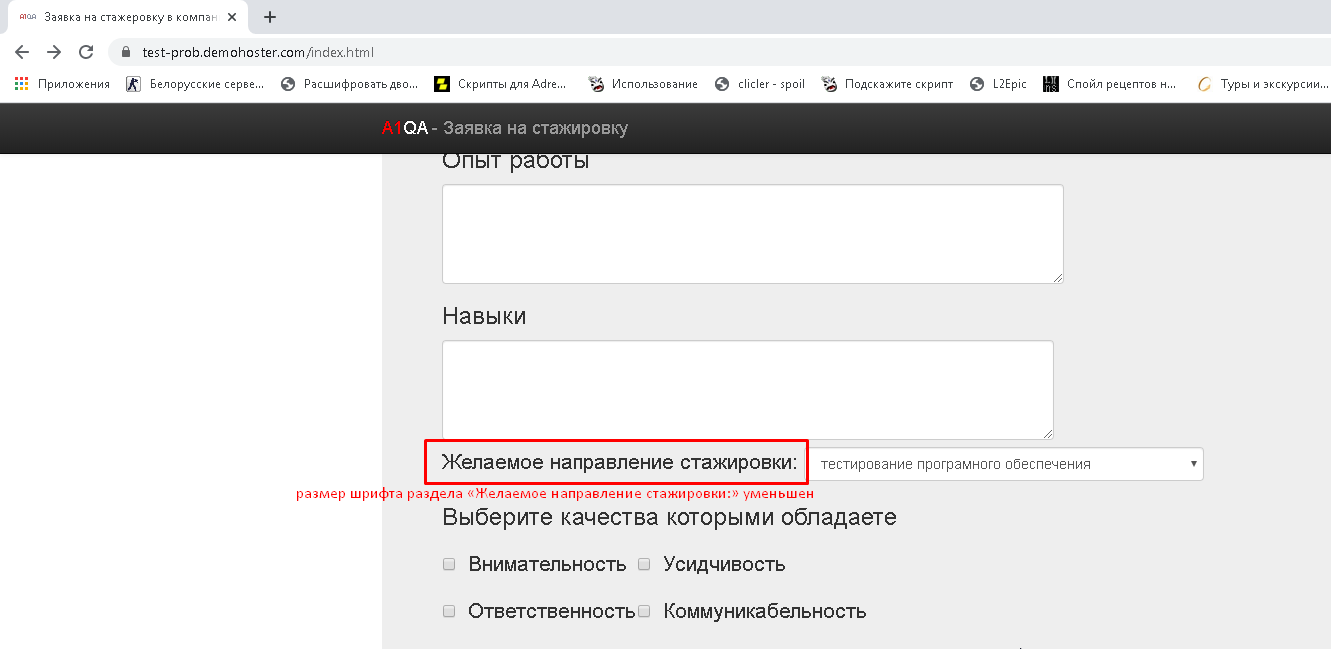 A1QA Заявка на стажеровку в компан
test-prob.demohoster.com/index.html
Приложения Белорусские серве... Расшифровать дво... Скрипты для Adre... Использование clicler - spoil Подскажите скрипт L2Epic Спойл рецептов н... Туры и экскурсии...
A1QA - Заявка на стажировку
Опыт работы
Навыки
Желаемое направление стажировки: тестирование програмного обеспечения
размер шрифта раздела «Желаемое направление стажировки:» уменьшен
Выберите качества которыми обладаете
Внимательность Усидчивость
Ответственность Коммуникабельность